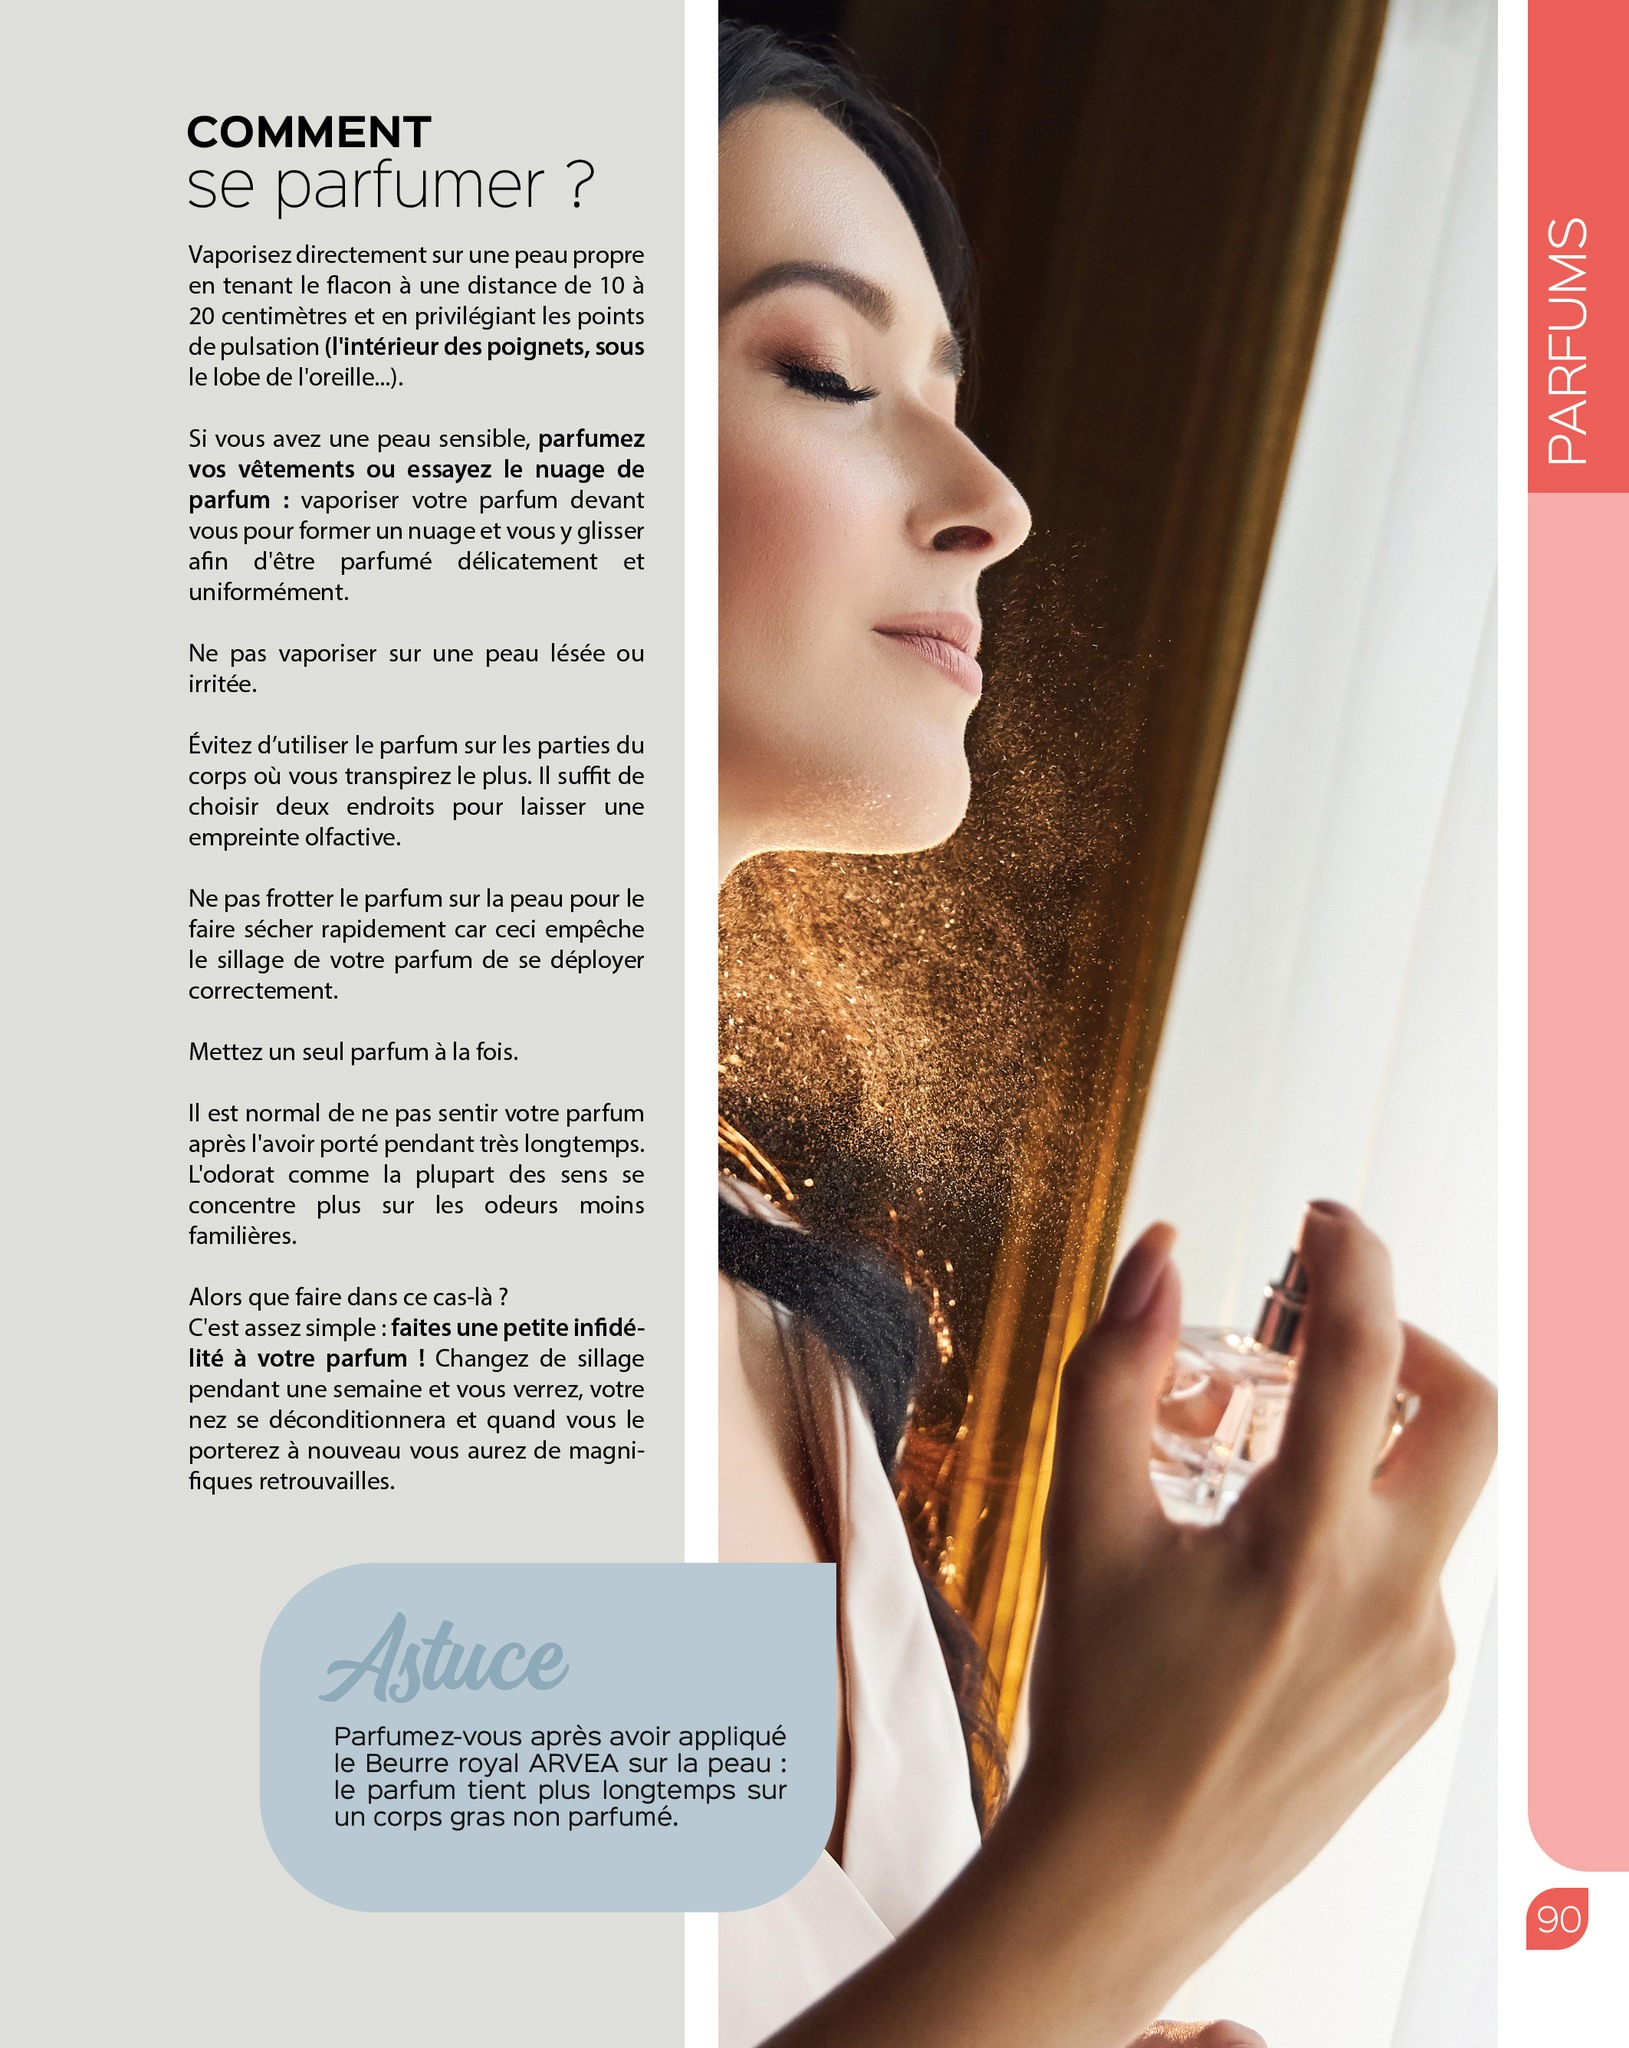 COMMENT
se parfumer ?
Vaporisez directement sur une peau propre
en tenant le flacon à une distance de 10 à
20 centimètres et en privilégiant les points
de pulsation (l'intérieur des poignets, sous
le lobe de l'oreille...).
Si vous avez une peau sensible, parfumez
vos vêtements ou essayez le nuage de
parfum : vaporiser votre parfum devant
vous pour former un nuage et vous y glisser
afin d'être parfumé délicatement et
uniformément.
Ne pas vaporiser sur une peau lésée ou
irritée.
Évitez d’utiliser le parfum sur les parties du
corps où vous transpirez le plus. Il suffit de
choisir deux endroits pour laisser une
empreinte olfactive.
Ne pas frotter le parfum sur la peau pour le
faire sécher rapidement car ceci empêche
le sillage de votre parfum de se déployer
correctement.
Mettez un seul parfum à la fois.
Il est normal de ne pas sentir votre parfum
après l'avoir porté pendant très longtemps.
L'odorat comme la plupart des sens se
concentre plus sur les odeurs moins
familières.
Alors que faire dans ce cas-là ?
C'est assez simple : faites une petite infidé-
lité à votre parfum ! Changez de sillage
pendant une semaine et vous verrez, votre
nez se déconditionnera et quand vous le
porterez à nouveau vous aurez de magni-
fiques retrouvailles.
Astuce
Parfumez-vous après avoir appliqué
le Beurre royal ARVEA sur la peau :
le parfum tient plus longtemps sur
un corps gras non parfumé.
PARFUMS
90